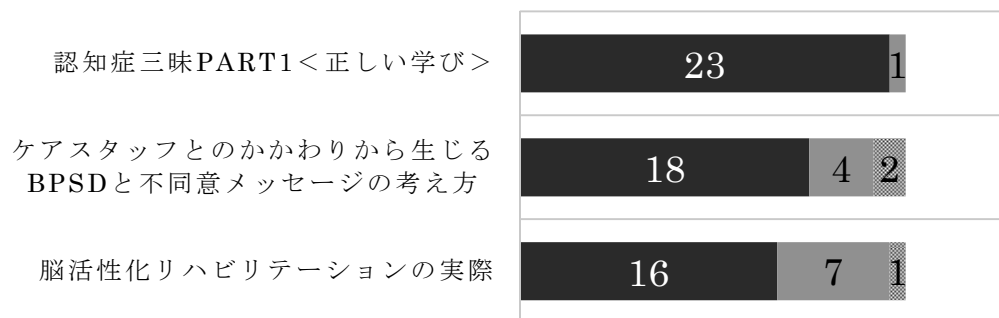 認知症三昧PART1＜正しい学び＞
23 1
ケアスタッフとのかかわりから生じる
BPSDと不同意メッセージの考え方
18 4 2
脳活性化リハビリテーションの実際
16 7 1